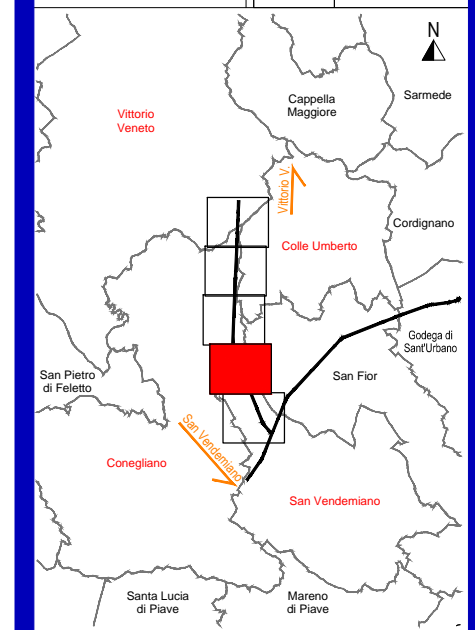 N
Cappella
Maggiore
Sarmede
Vittorio
Veneto
Vittorio V.
Cordignano
Colle Umberto
Godega di
Sant'Urbano
San Pietro
di Feletto
San Fior
San Vendemiano
Conegliano
San Vendemiano
Santa Lucia
di Piave
Mareno
di Piave